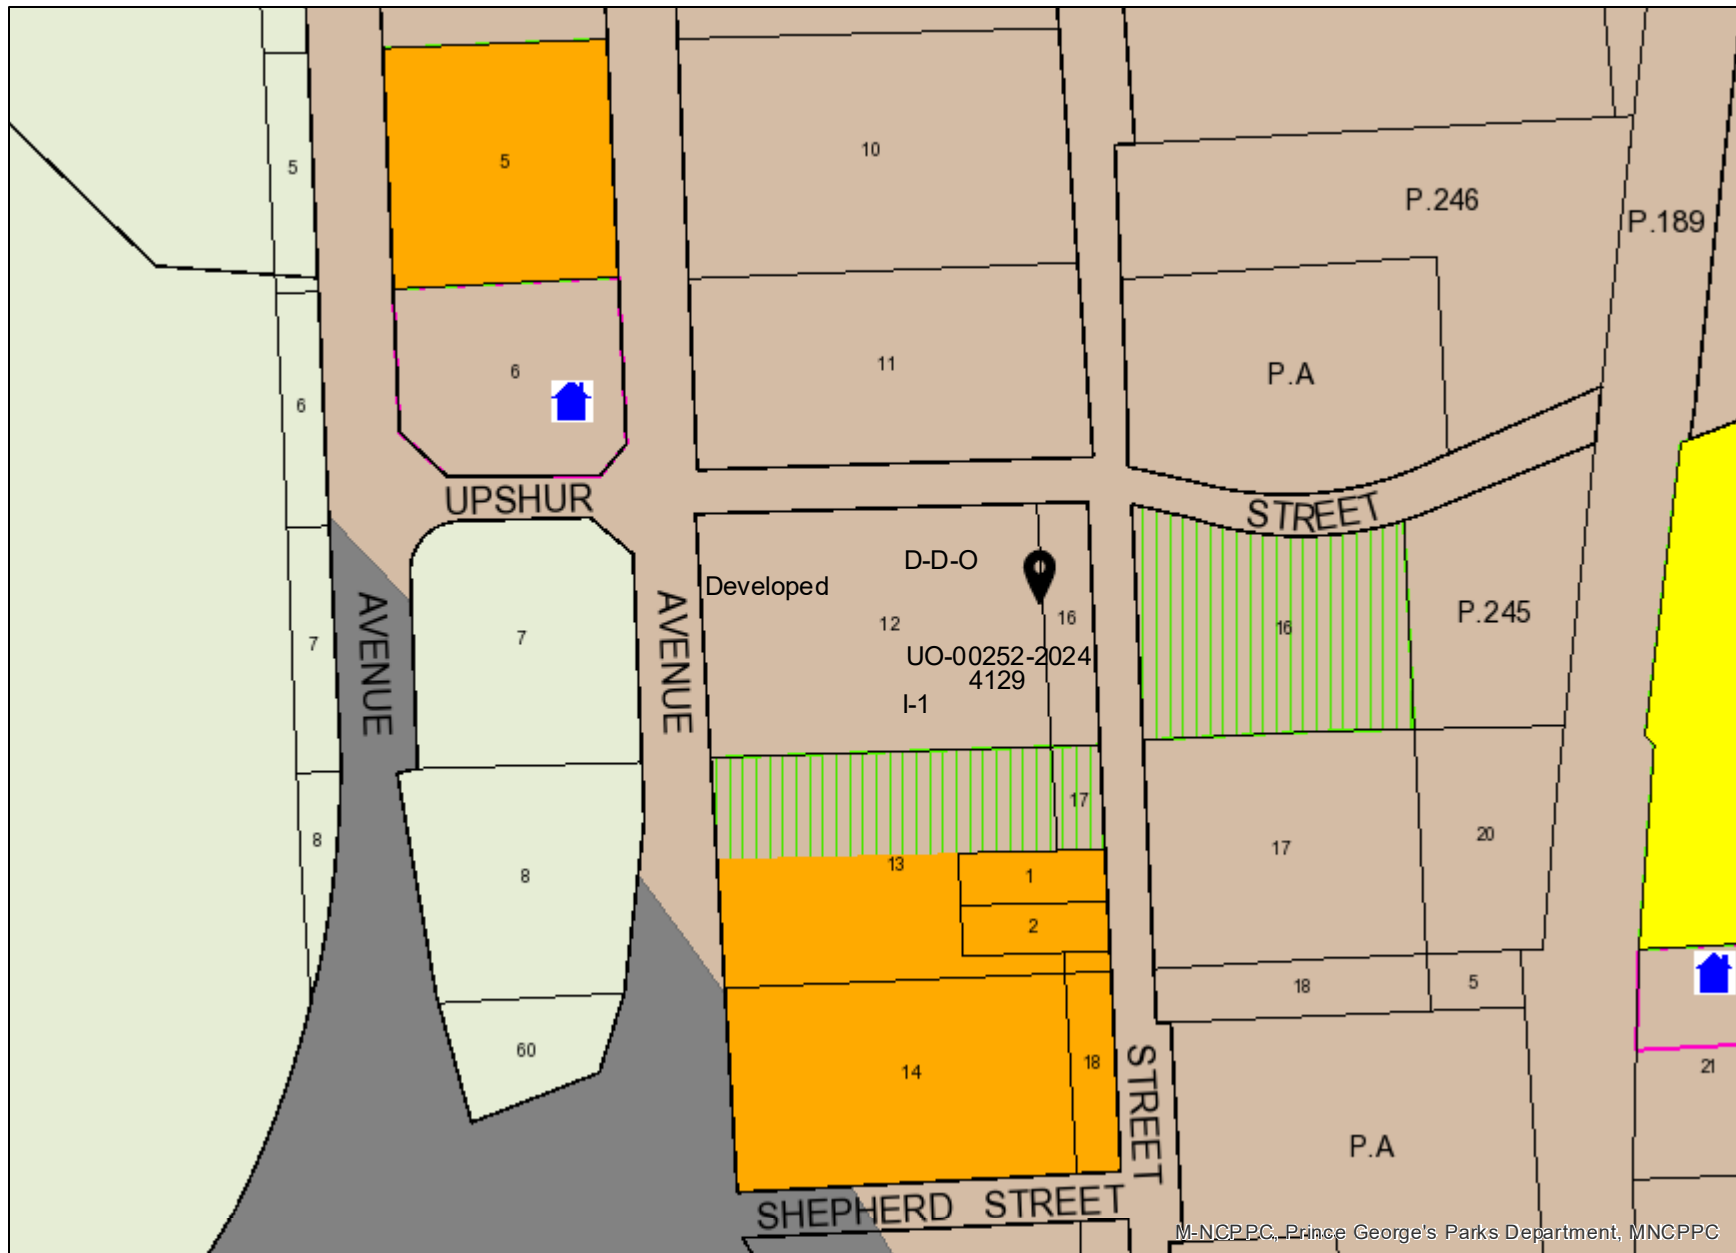 5
5
10
P.246
P.189
6
6
11
P.A
UPSHUR
STREET
AVENUE
AVENUE
7
7
Developed
D-D-O
12
16
UO-00252-2024
4129
I-1
16
P.245
8
8
17
13
1
2
17
20
60
14
18
18
5
21
STREET
P.A
SHEPHERD STREET
M-NCPPC, Prince George's Parks Department, MNCPPC